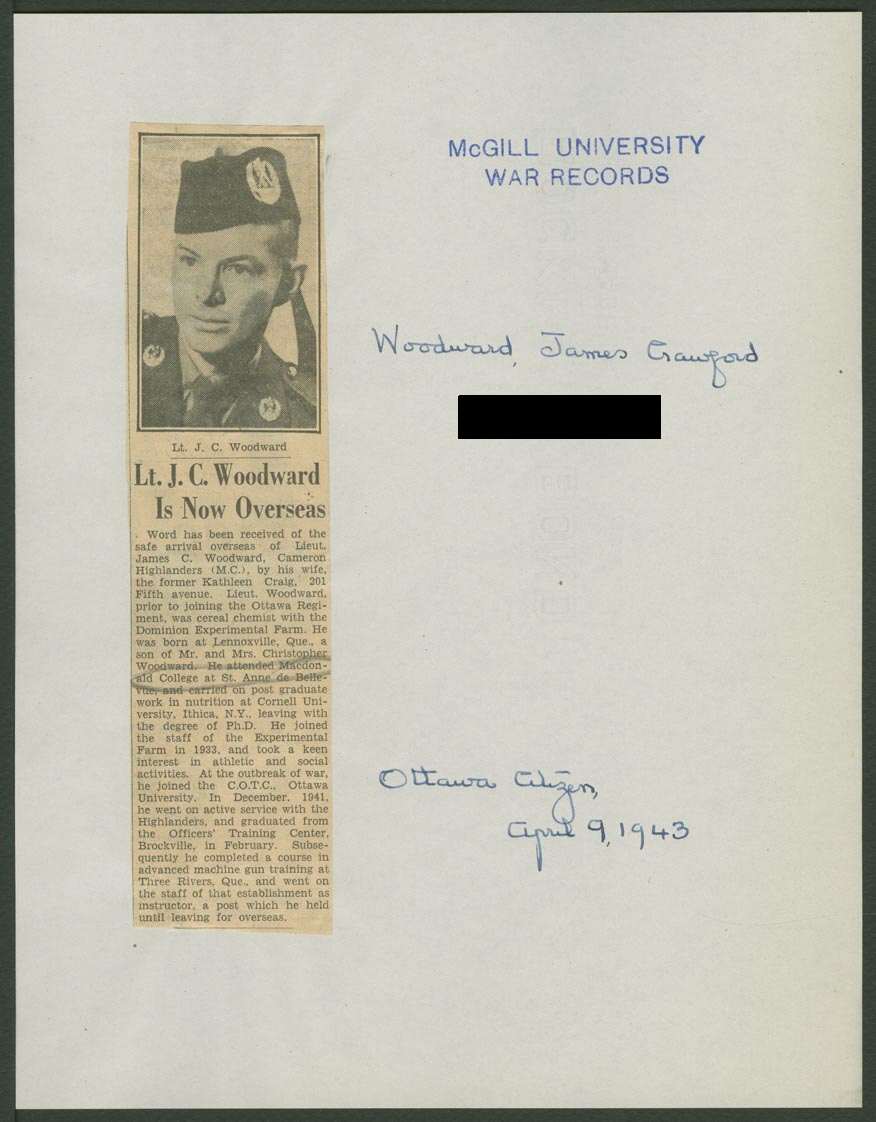 McGILL UNIVERSITY
WAR RECORDS
Woodward, James Crawford
Lt. J. C. Woodward
Lt. J. C. Woodward
Is Now Overseas
Word has been received of the
safe arrival overseas of Lieut.
James C. Woodward, Cameron
Highlanders (M.C.), by his wife,
the former Kathleen Craig, 201
Fifth avenue. Lieut. Woodward,
prior to joining the Ottawa Regi-
ment, was cereal chemist with the
Dominion Experimental Farm. He
was born at Lennoxville, Que., a
son of Mr. and Mrs. Christopher
Woodward. He attended Macdon-
ald College at St. Anne de Belle-
vue, and carried on post graduate
work in nutrition at Cornell Uni-
versity, Ithica, N.Y., leaving with
the degree of Ph.D. He joined
the staff of the Experimental
Farm in 1933, and took a keen
interest in athletic and social
activities. At the outbreak of war,
he joined the C.O.T.C., Ottawa
University. In December, 1941,
he went on active service with the
Highlanders, and graduated from
the Officers' Training Center,
Brockville, in February. Subse-
quently he completed a course in
advanced machine gun training at
Three Rivers, Que., and went on
the staff of that establishment as
instructor, a post which he held
until leaving for overseas.
Ottawa Citizen,
April 9, 1943